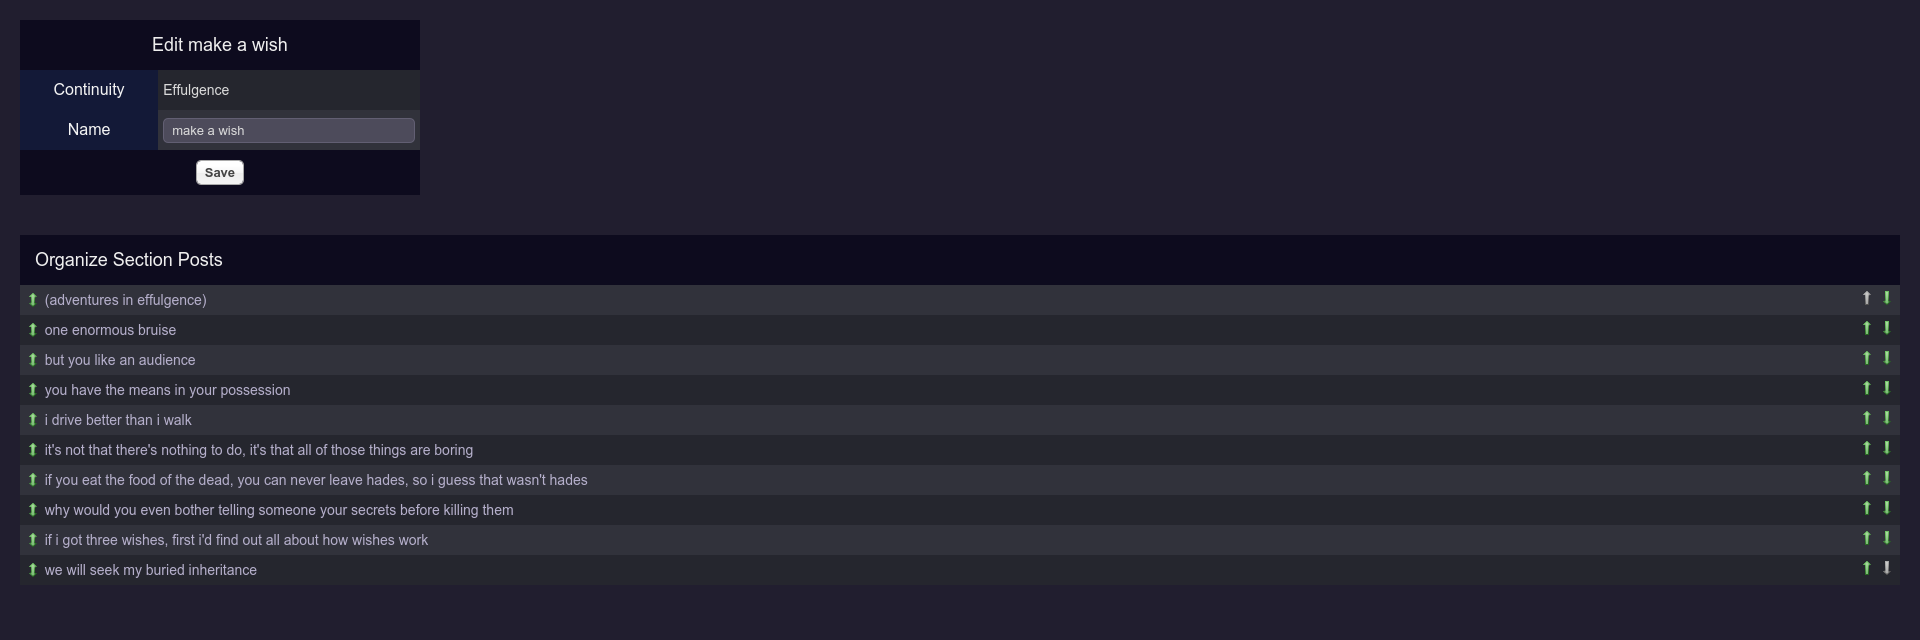 Edit make a wish
Continuity
Effulgence
Name
make a wish
Save
Organize Section Posts
(adventures in effulgence)
one enormous bruise
but you like an audience
you have the means in your possession
i drive better than i walk
it's not that there's nothing to do, it's that all of those things are boring
if you eat the food of the dead, you can never leave hades, so i guess that wasn't hades
why would you even bother telling someone your secrets before killing them
if i got three wishes, first i'd find out all about how wishes work
we will seek my buried inheritance